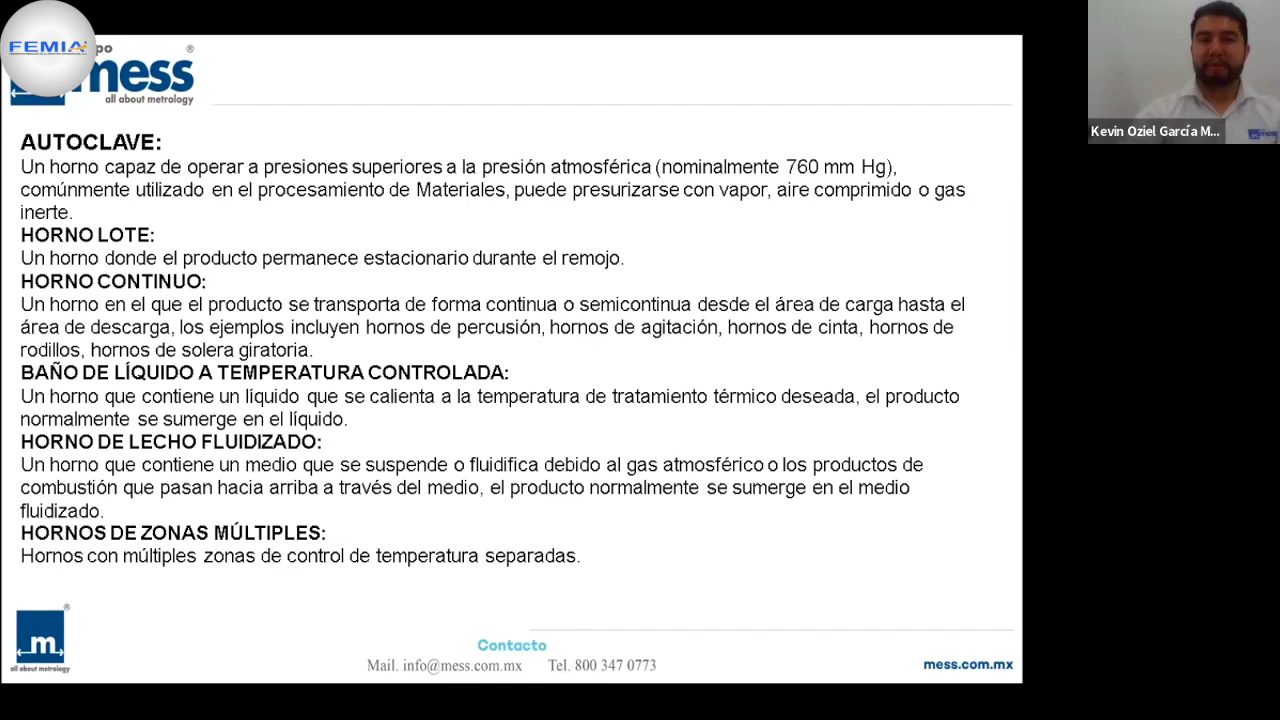 FEMIA
po
mess
®
all about metrology
Kevin Oziel García M...
AUTOCLAVE:
Un horno capaz de operar a presiones superiores a la presión atmosférica (nominalmente 760 mm Hg),
comúnmente utilizado en el procesamiento de Materiales, puede presurizarse con vapor, aire comprimido o gas
inerte.
HORNO LOTE:
Un horno donde el producto permanece estacionario durante el remojo.
HORNO CONTINUO:
Un horno en el que el producto se transporta de forma continua o semicontinua desde el área de carga hasta el
área de descarga, los ejemplos incluyen hornos de percusión, hornos de agitación, hornos de cinta, hornos de
rodillos, hornos de solera giratoria.
BAÑO DE LÍQUIDO A TEMPERATURA CONTROLADA:
Un horno que contiene un líquido que se calienta a la temperatura de tratamiento térmico deseada, el producto
normalmente se sumerge en el líquido.
HORNO DE LECHO FLUIDIZADO:
Un horno que contiene un medio que se suspende o fluidifica debido al gas atmosférico o los productos de
combustión que pasan hacia arriba a través del medio, el producto normalmente se sumerge en el medio
fluidizado.
HORNOS DE ZONAS MÚLTIPLES:
Hornos con múltiples zonas de control de temperatura separadas.
®
m
all about metrology
Contacto
Mail. info@mess.com.mx Tel. 800 347 0773
mess.com.mx